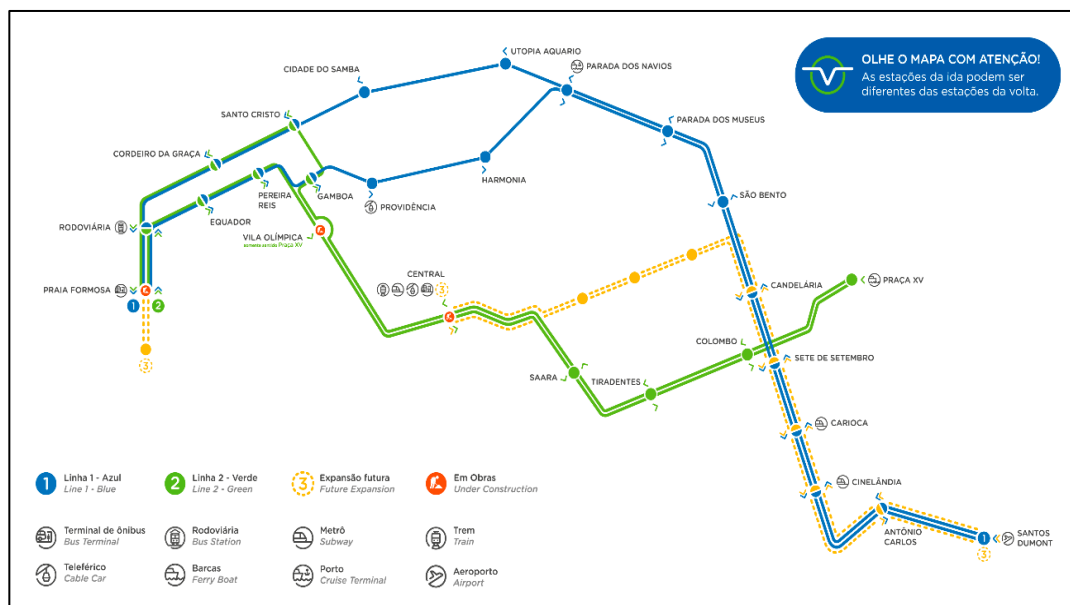 OLHE O MAPA COM ATENÇÃO!
As estações da ida podem ser
diferentes das estações da volta.
UTOPIA AQUARIO
PARADA DOS NAVIOS
CIDADE DO SAMBA
SANTO CRISTO
PARADA DOS MUSEUS
CORDEIRO DA GRAÇA
HARMONIA
PEREIRA
REIS
GAMBOA
PROVIDÊNCIA
EQUADOR
SÃO BENTO
RODOVIÁRIA
VILA OLÍMPICA
Praça XV
CENTRAL
3
PRAIA FORMOSA
1
2
CANDELÁRIA
PRAÇA XV
3
COLOMBO
SETE DE SETEMBRO
SAARA
TIRADENTES
CARIOCA
CINELÂNDIA
ANTÔNIO
CARLOS
1
SANTOS
DUMONT
3
1 Linha 1 - Azul
Line 1 - Blue
2 Linha 2 - Verde
Line 2 - Green
3 Expansão futura
Future Expansion
Em Obras
Under Construction
Terminal de ônibus
Bus Terminal
Rodoviária
Bus Station
Metrô
Subway
Trem
Train
Teleférico
Cable Car
Barcas
Ferry Boat
Porto
Cruise Terminal
Aeroporto
Airport